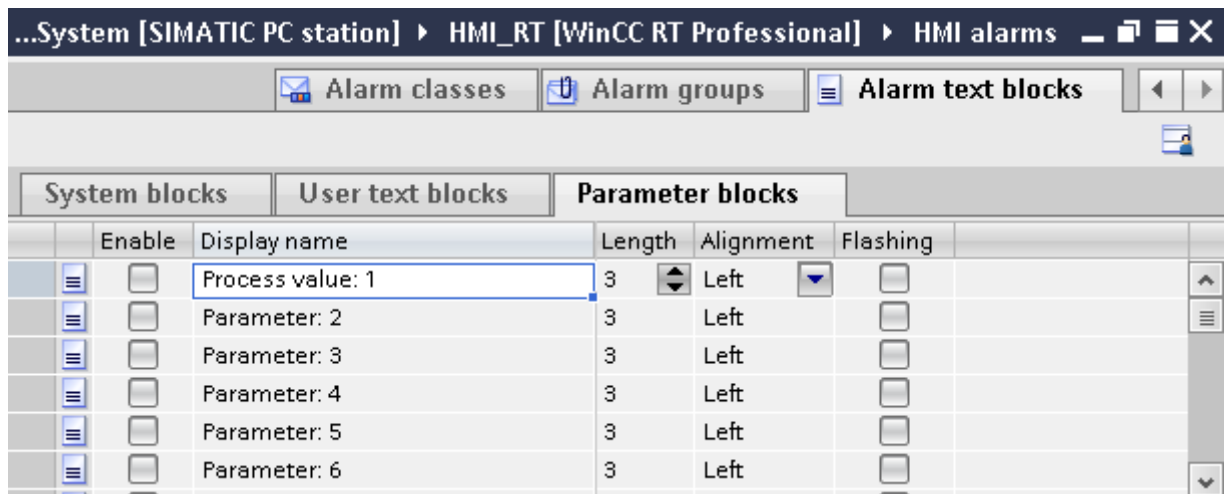 ...System [SIMATIC PC station] ▸ HMI_RT [WinCC RT Professional] ▸ HMI alarms
Alarm classes Alarm groups Alarm text blocks
System blocks User text blocks Parameter blocks
Enable Display name Length Alignment Flashing
Process value: 1 3 Left
Parameter: 2 3 Left
Parameter: 3 3 Left
Parameter: 4 3 Left
Parameter: 5 3 Left
Parameter: 6 3 Left